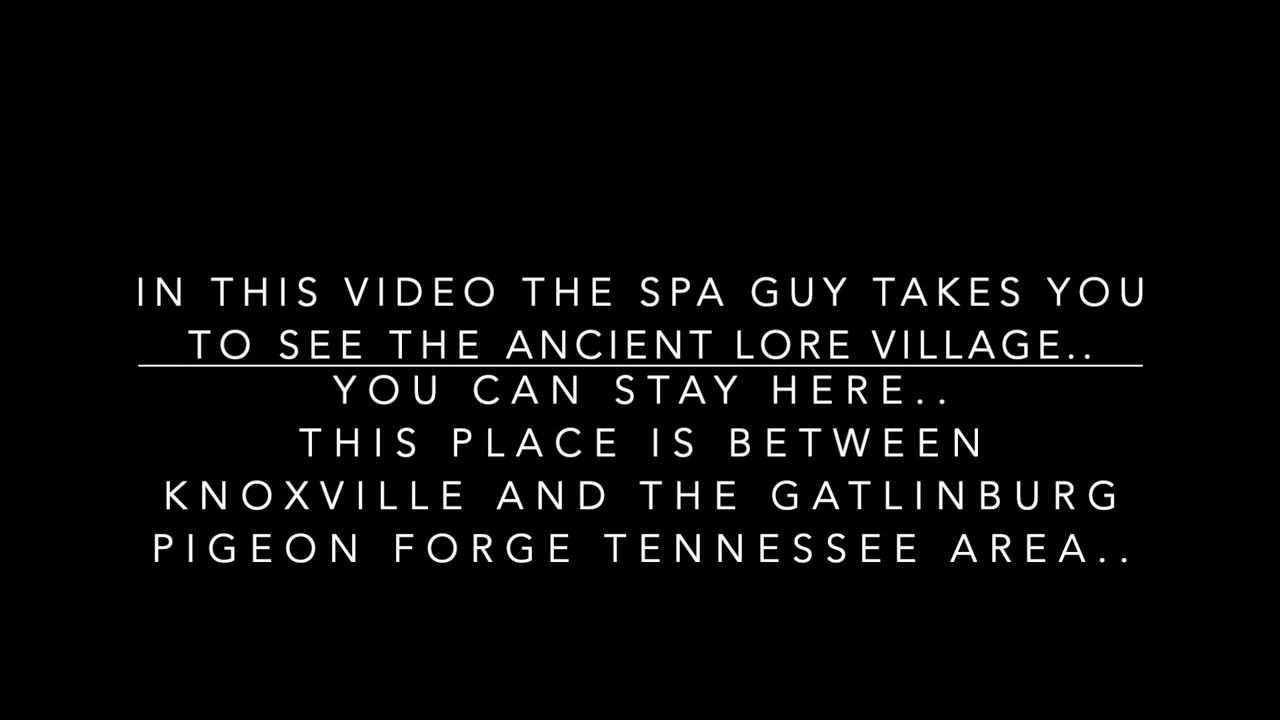 IN THIS VIDEO THE SPA GUY TAKES YOU
TO SEE THE ANCIENT LORE VILLAGE..
YOU CAN STAY HERE..
THIS PLACE IS BETWEEN
KNOXVILLE AND THE GATLINBURG
PIGEON FORGE TENNESSEE AREA..